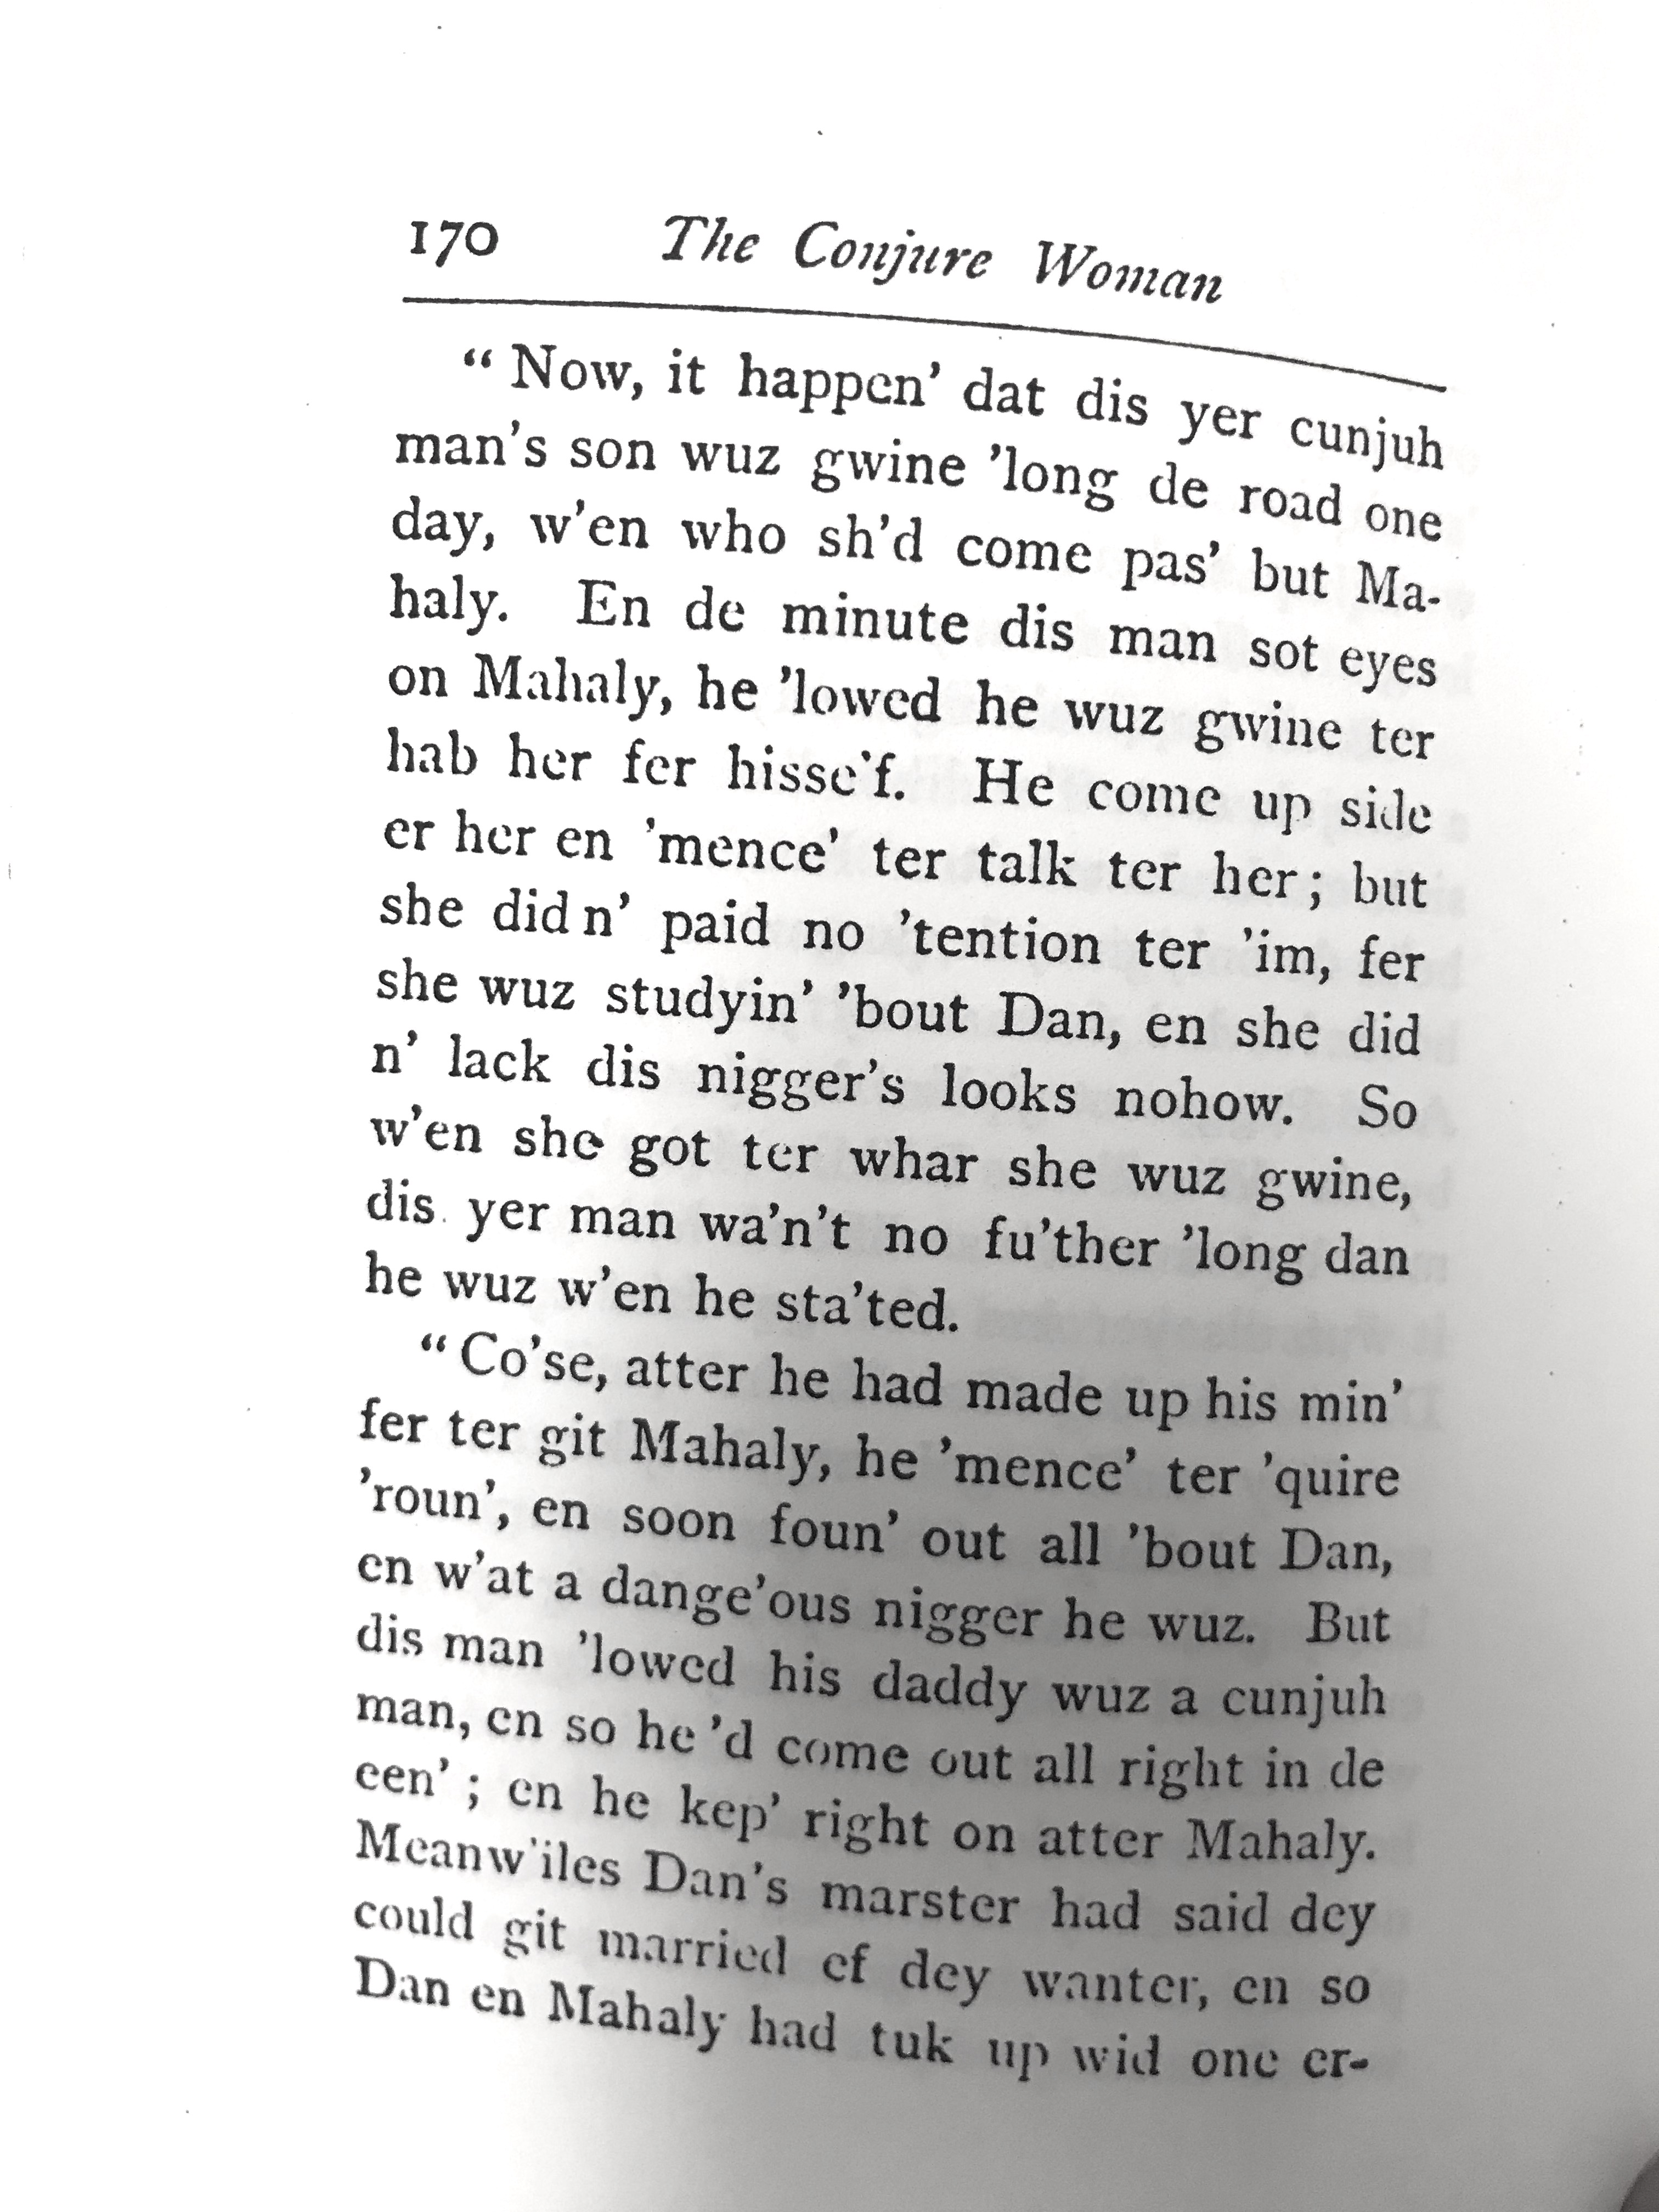 170 The Conjure Woman
“Now, it happen’ dat dis yer cunjuh
man’s son wuz gwine ’long de road one
day, w’en who sh’d come pas’ but Ma-
haly. En de minute dis man sot eyes
on Mahaly, he ’lowed he wuz gwine ter
hab her fer hisse’f. He come up side
er her en ’mence’ ter talk ter her; but
she did n’ paid no ’tention ter ’im, fer
she wuz studyin’ ’bout Dan, en she did
n’ lack dis nigger’s looks nohow. So
w’en she got ter whar she wuz gwine,
dis yer man wa’n’t no fu’ther ’long dan
he wuz w’en he sta’ted.
“Co’se, atter he had made up his min’
fer ter git Mahaly, he ’mence’ ter ’quire
’roun’, en soon foun’ out all ’bout Dan,
en w’at a dange’ous nigger he wuz. But
dis man ’lowed his daddy wuz a cunjuh
man, en so he ’d come out all right in de
een’; en he kep’ right on atter Mahaly.
Meanw’iles Dan’s marster had said dey
could git married ef dey wanter, en so
Dan en Mahaly had tuk up wid one er-